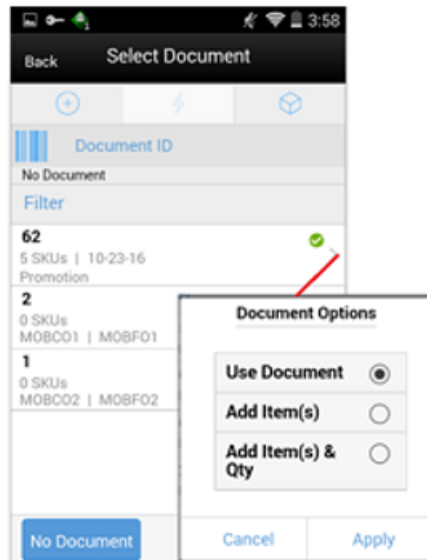 3:58
Back
Select Document
Document ID
No Document
Filter
62
5 SKUs | 10-23-16
Promotion
2
0 SKUs
MOBCO1 | MOBFO1
1
0 SKUs
MOBCO2 | MOBFO2
No Document
Document Options
Use Document
Add Item(s)
Add Item(s) &
Qty
Cancel Apply